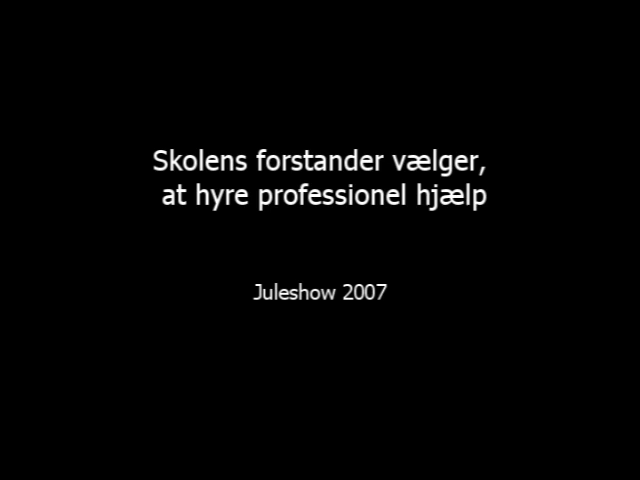 Skolens forstander vælger,
at hyre professionel hjælp
Juleshow 2007